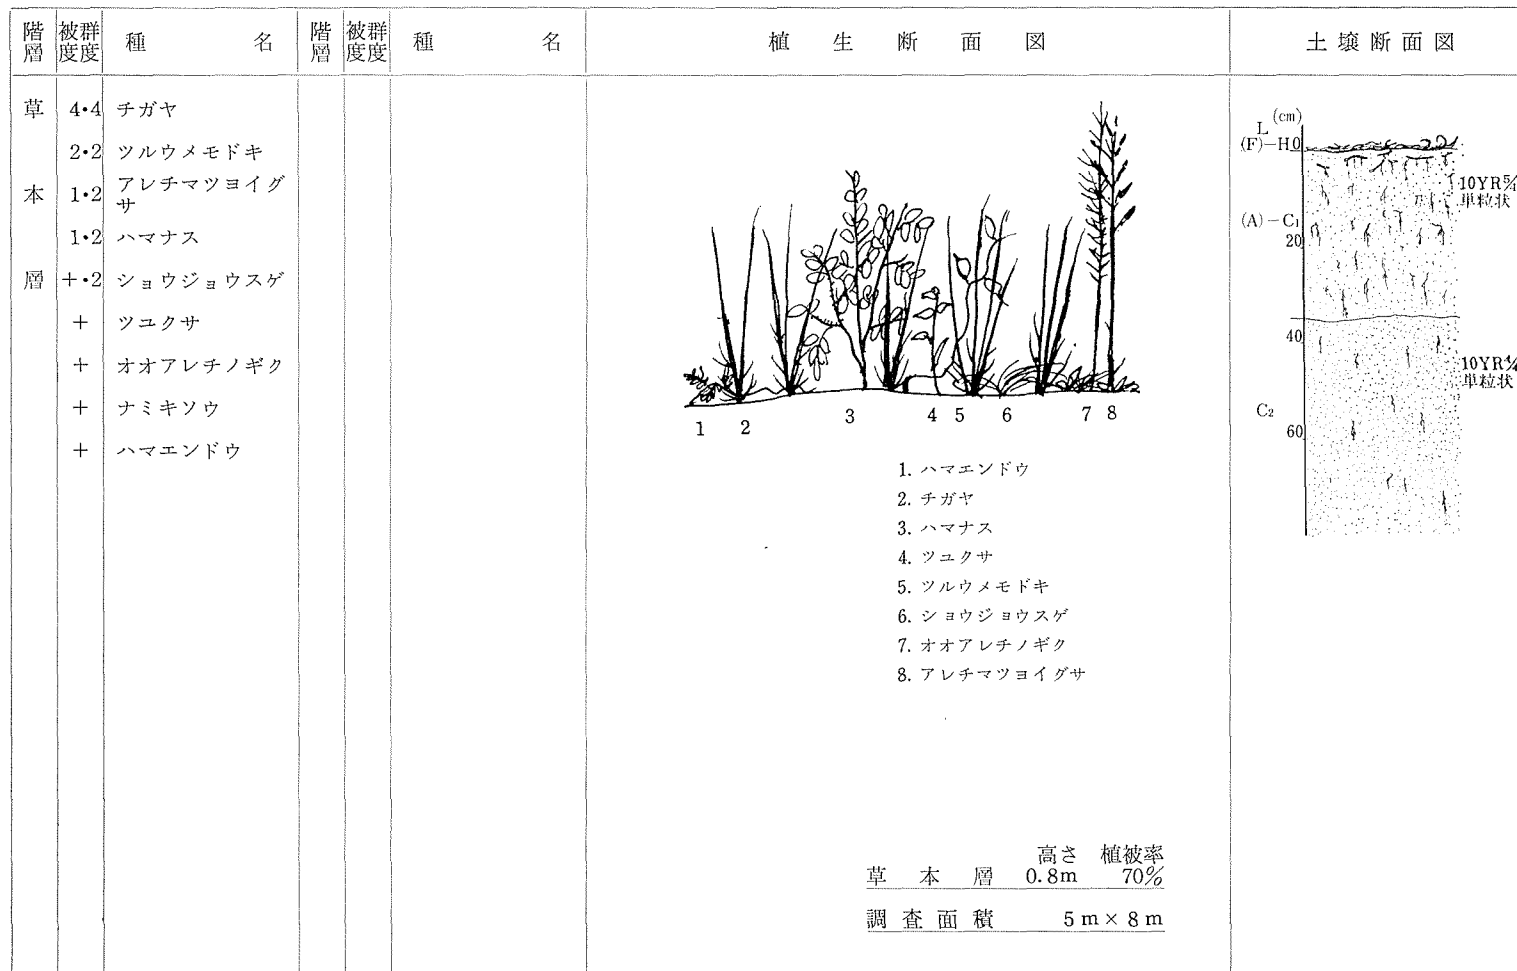 階層 被度 群度 種 名 階層 被度 群度 種 名 植生断面図 土壌断面図
草 4・4 チガヤ
2・2 ツルウメモドキ
本 1・2 アレチマツヨイグ
サ
1・2 ハマナス
層 +・2 ショウジョウスゲ
+ ツユクサ
+ オオアレチノギク
+ ナミキソウ
+ ハマエンドウ
1 2 3 4 5 6 7 8
1. ハマエンドウ
2. チガヤ
3. ハマナス
4. ツユクサ
5. ツルウメモドキ
6. ショウジョウスゲ
7. オオアレチノギク
8. アレチマツヨイグサ
高さ 植被率
草本層 0.8m 70%
調査面積 5m×8m
(cm)
L
(F)-H 0
10YR
単粒状
(A)-C₁
20
40
10YR
単粒状
C₂
60